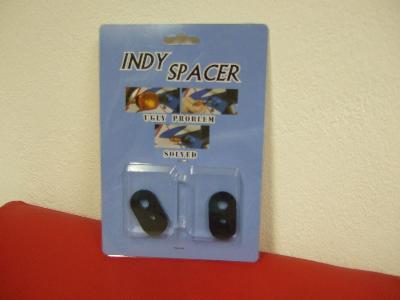 INDY SPACER
UGLY PROBLEM
SOLVED